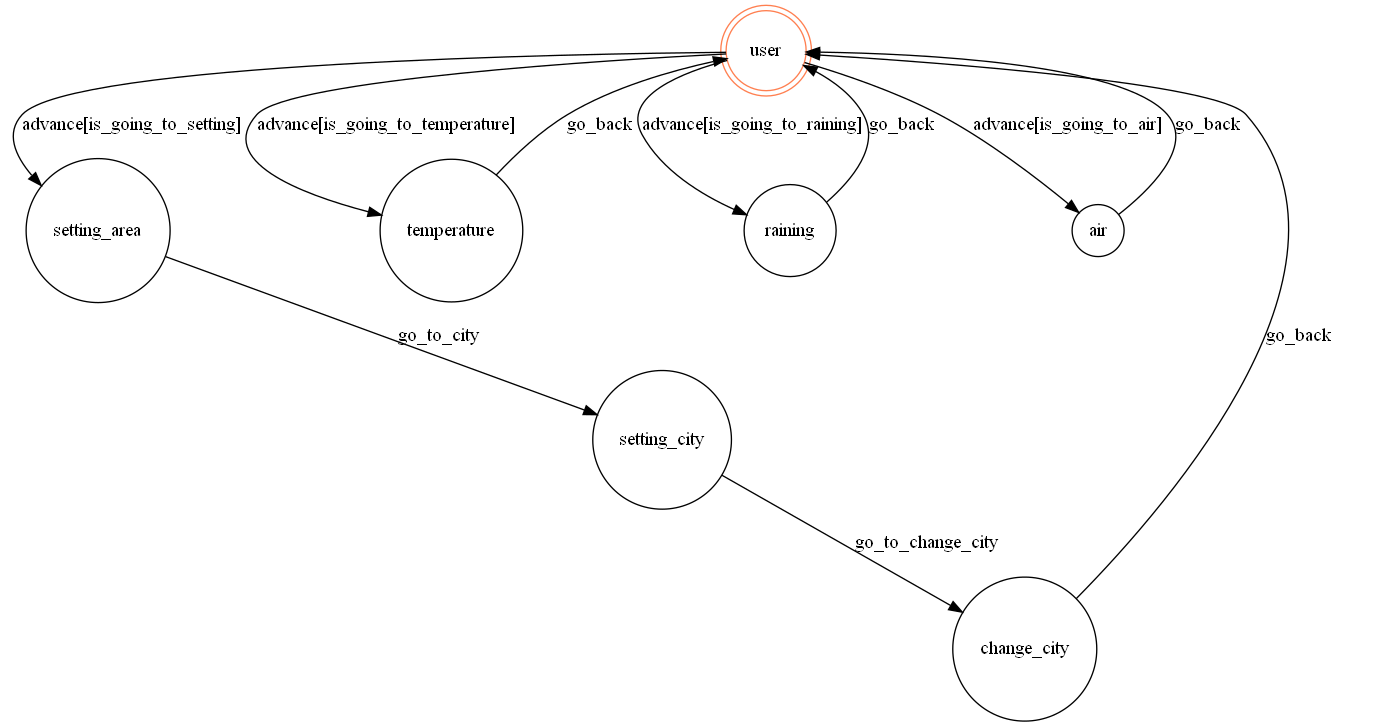 user
advance[is_going_to_setting]
advance[is_going_to_temperature]
go_back
advance[is_going_to_raining]
go_back
advance[is_going_to_air]
go_back
setting_area
temperature
raining
air
go_to_city
go_back
setting_city
go_to_change_city
change_city